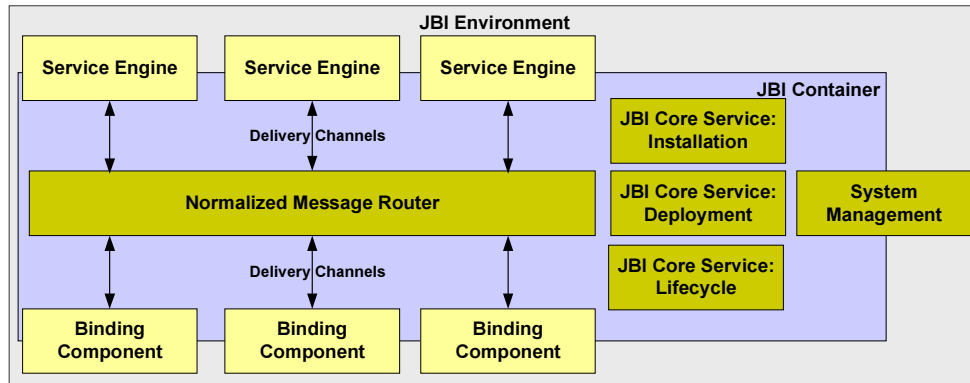 JBI Environment
Service Engine
Service Engine
Service Engine
JBI Container
Delivery Channels
JBI Core Service:
Installation
Normalized Message Router
JBI Core Service:
Deployment
System
Management
Delivery Channels
JBI Core Service:
Lifecycle
Binding
Component
Binding
Component
Binding
Component